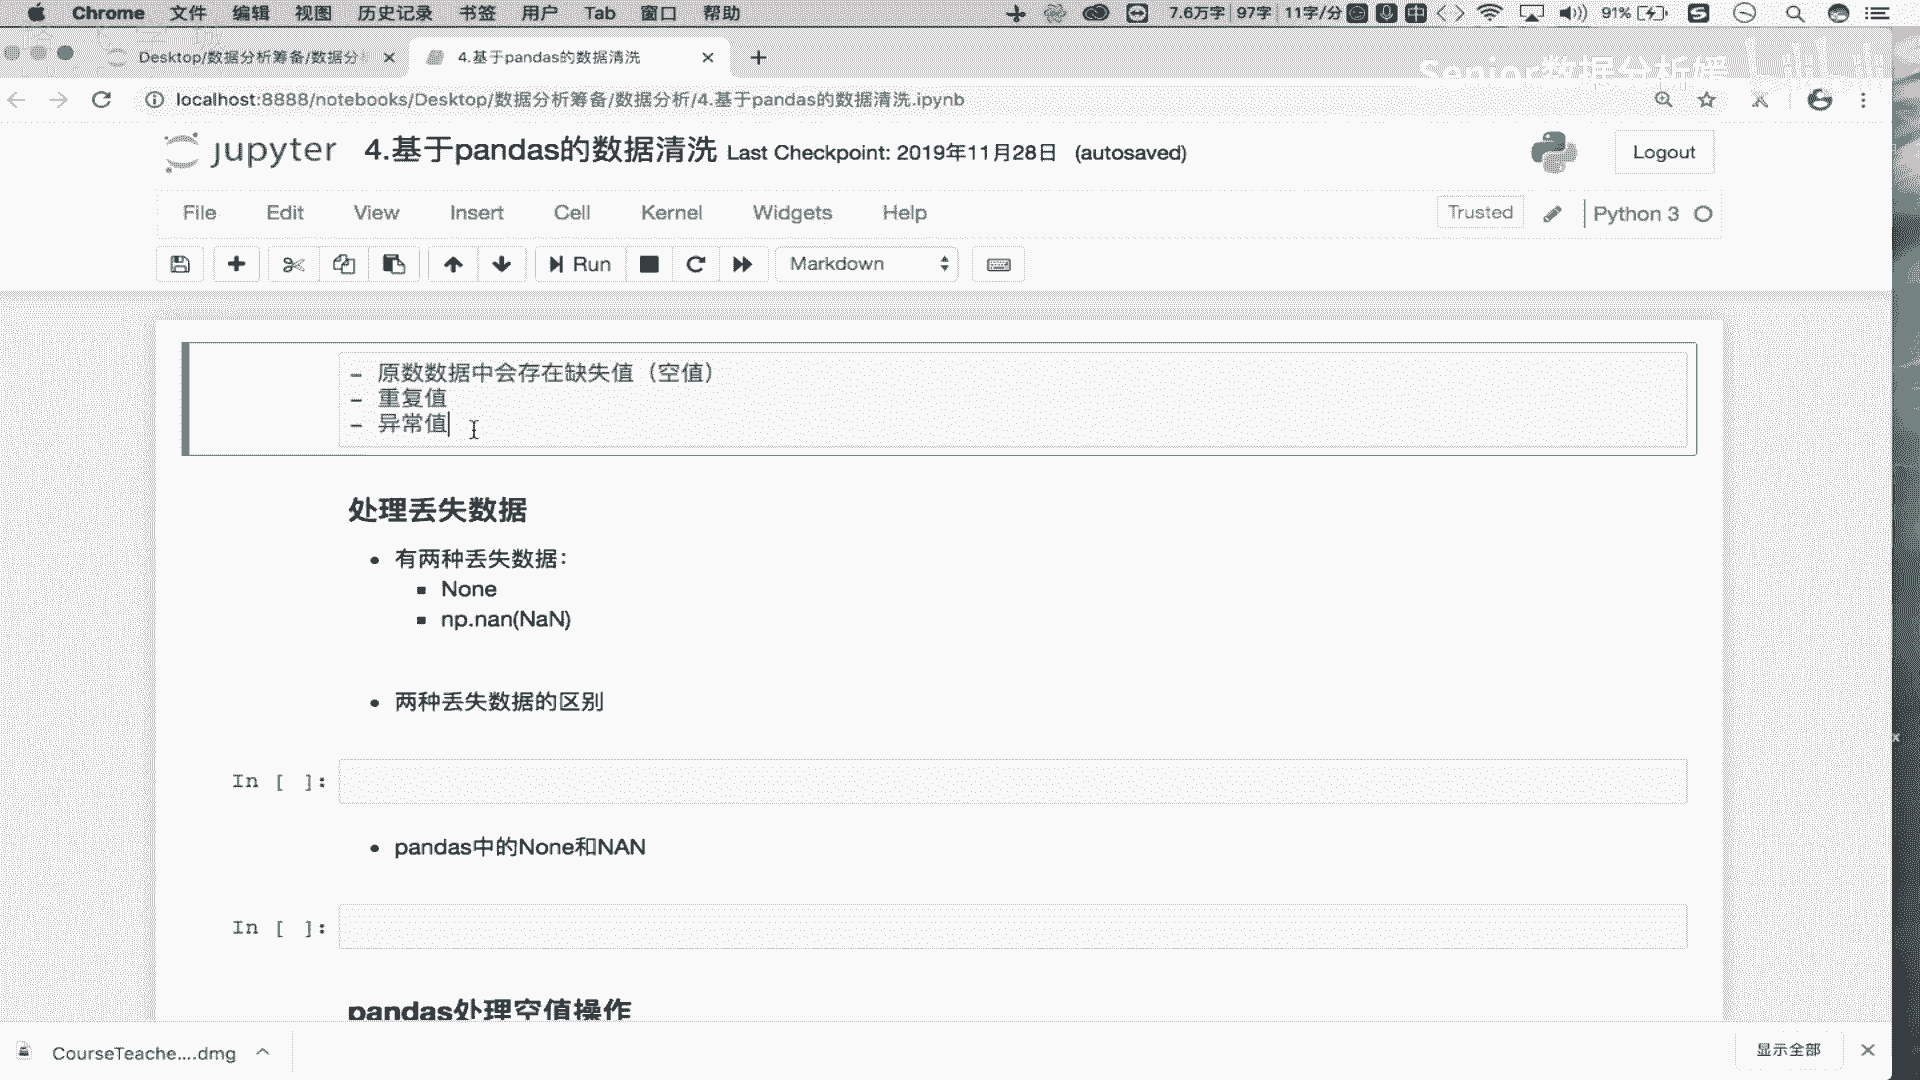 Chrome 文件 编辑 视图 历史记录 书签 用户 Tab 窗口 帮助 7.6万字 97字 11字/分 中 91%
Desktop/数据分析筹备/数据分 4.基于pandas的数据清洗
Senior数据分析媛
localhost:8888/notebooks/Desktop/数据分析筹备/数据分析/4.基于pandas的数据清洗.ipynb
jupyter 4.基于pandas的数据清洗 Last Checkpoint: 2019年11月28日 (autosaved) Logout
File Edit View Insert Cell Kernel Widgets Help Trusted Python 3
Run Markdown
- 原数数据中会存在缺失值（空值）
- 重复值
- 异常值
处理丢失数据
有两种丢失数据：
None
np.nan(NaN)
两种丢失数据的区别
In [ ]:
pandas中的None和NAN
In [ ]:
pandas处理空值操作
CourseTeache....dmg 显示全部